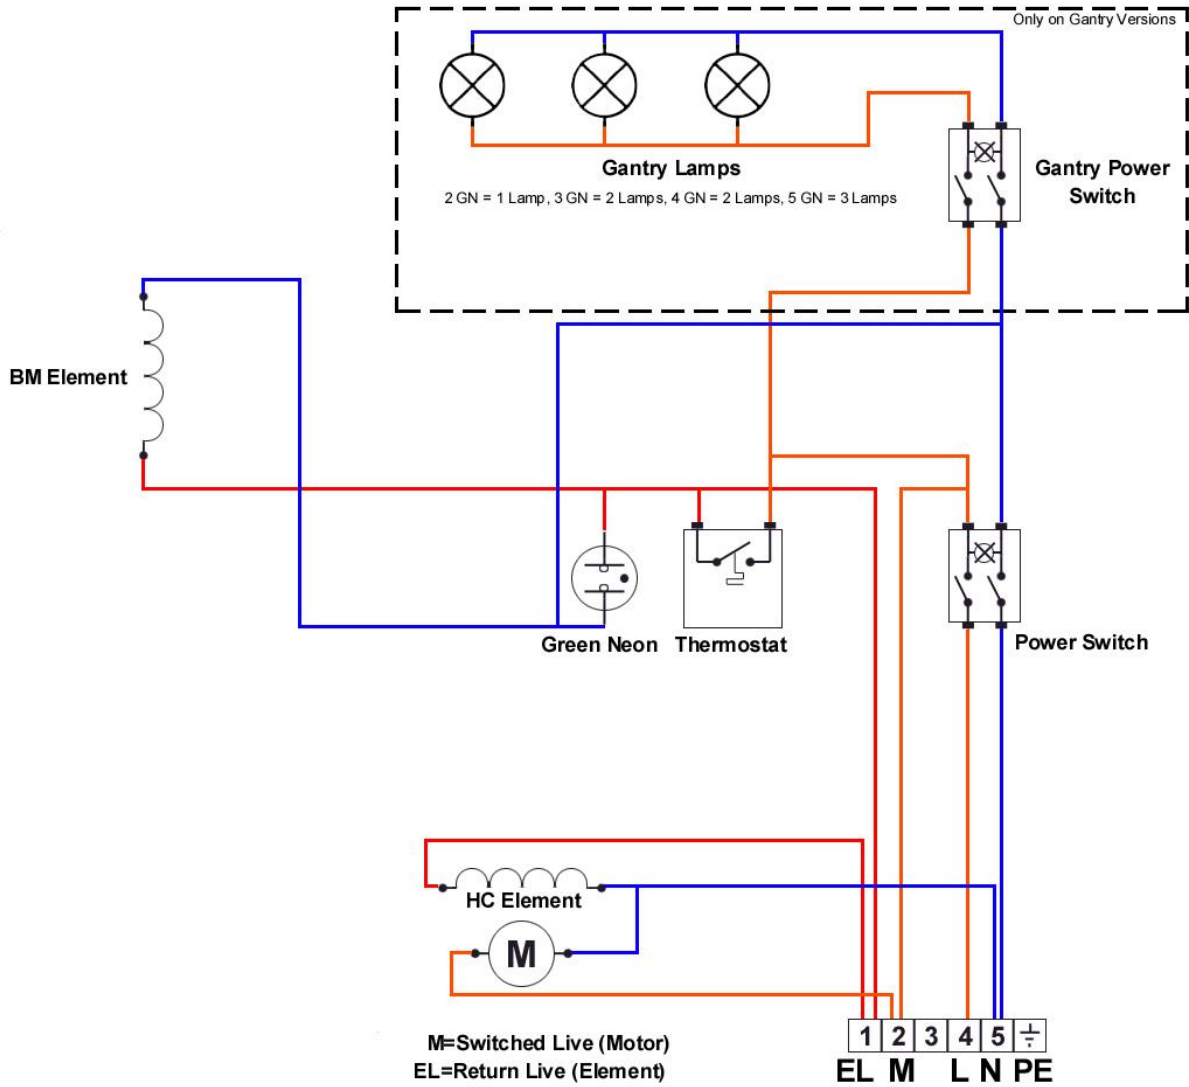 Only on Gantry Versions
Gantry Lamps
2 GN = 1 Lamp, 3 GN = 2 Lamps, 4 GN = 2 Lamps, 5 GN = 3 Lamps
Gantry Power
Switch
BM Element
Green Neon
Thermostat
Power Switch
HC Element
M
1 2 3 4 5
EL M L N PE
M=Switched Live (Motor)
EL=Return Live (Element)